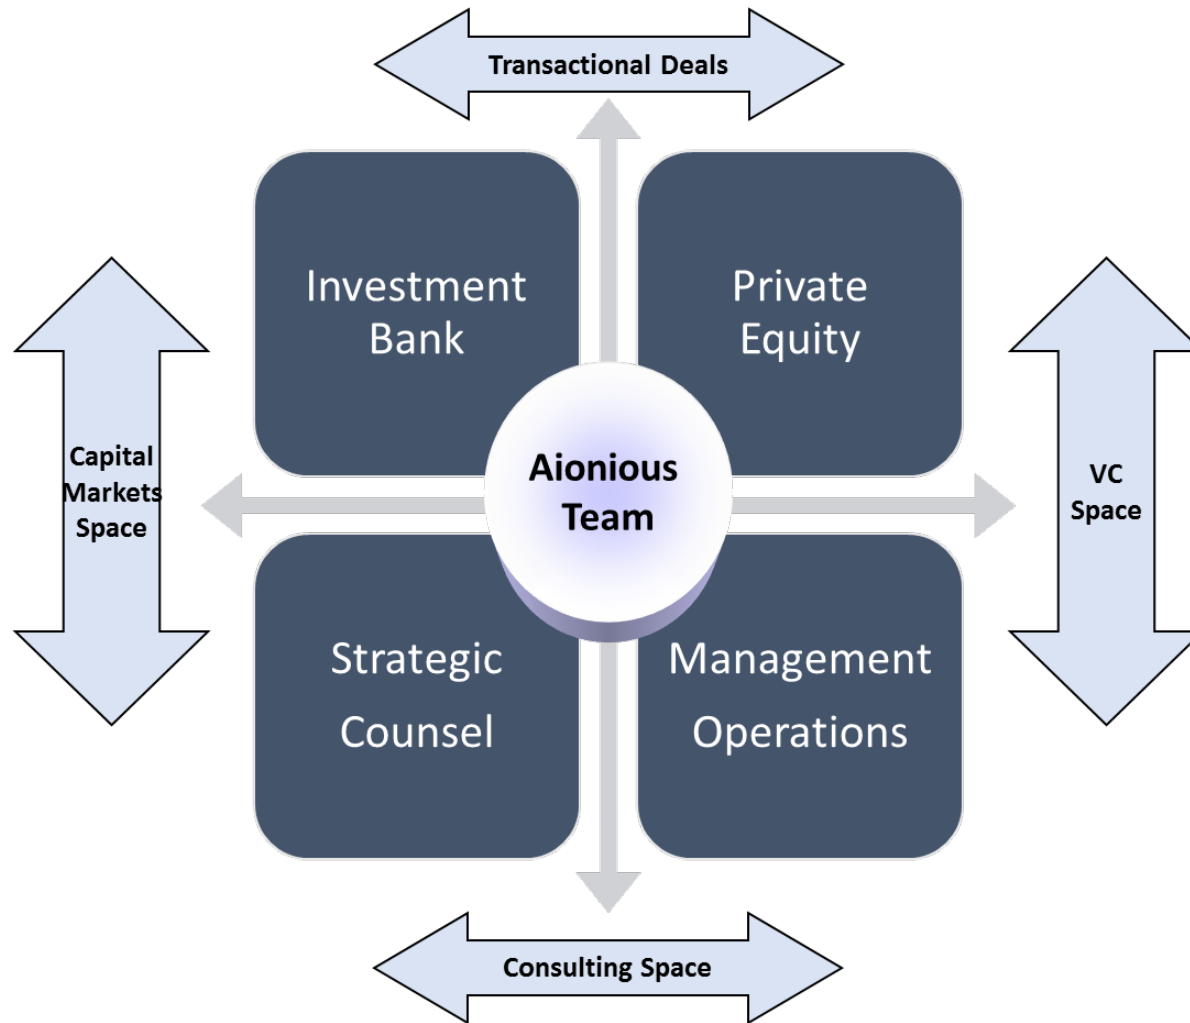 Transactional Deals
Investment
Bank
Private
Equity
Capital
Markets
Space
Aionious
Team
VC
Space
Strategic
Counsel
Management
Operations
Consulting Space